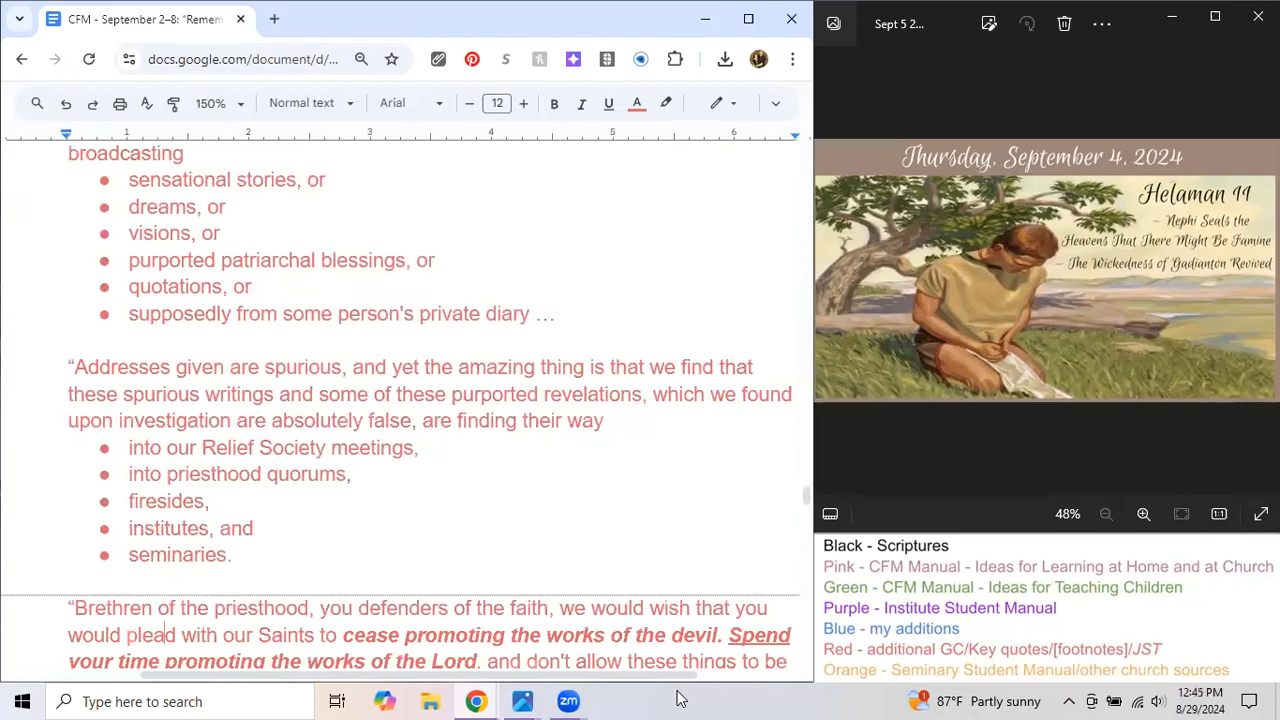 CFM - September 2–8: "Remem
docs.google.com/document/d/...
150%
Normal text
Arial
12
B
I
U
A
1
2
3
4
5
6
broadcasting
● sensational stories, or
● dreams, or
● visions, or
● purported patriarchal blessings, or
● quotations, or
● supposedly from some person's private diary …
“Addresses given are spurious, and yet the amazing thing is that we find that
these spurious writings and some of these purported revelations, which we found
upon investigation are absolutely false, are finding their way
● into our Relief Society meetings,
● into priesthood quorums,
● firesides,
● institutes, and
● seminaries.
“Brethren of the priesthood, you defenders of the faith, we would wish that you
would plead with our Saints to cease promoting the works of the devil. Spend
your time promoting the works of the Lord, and don't allow these things to be
Sept 5 2...
Thursday, September 4, 2024
Helaman 11
– Nephi Seals the
Heavens That There Might Be Famine
– The Wickedness of Gadianton Revived
48%
1:1
Black - Scriptures
Pink - CFM Manual - Ideas for Learning at Home and at Church
Green - CFM Manual - Ideas for Teaching Children
Purple - Institute Student Manual
Blue - my additions
Red - additional GC/Key quotes/[footnotes]/JST
Orange - Seminary Student Manual/other church sources
Type here to search
zm
1
87°F Partly sunny
12:45 PM
8/29/2024